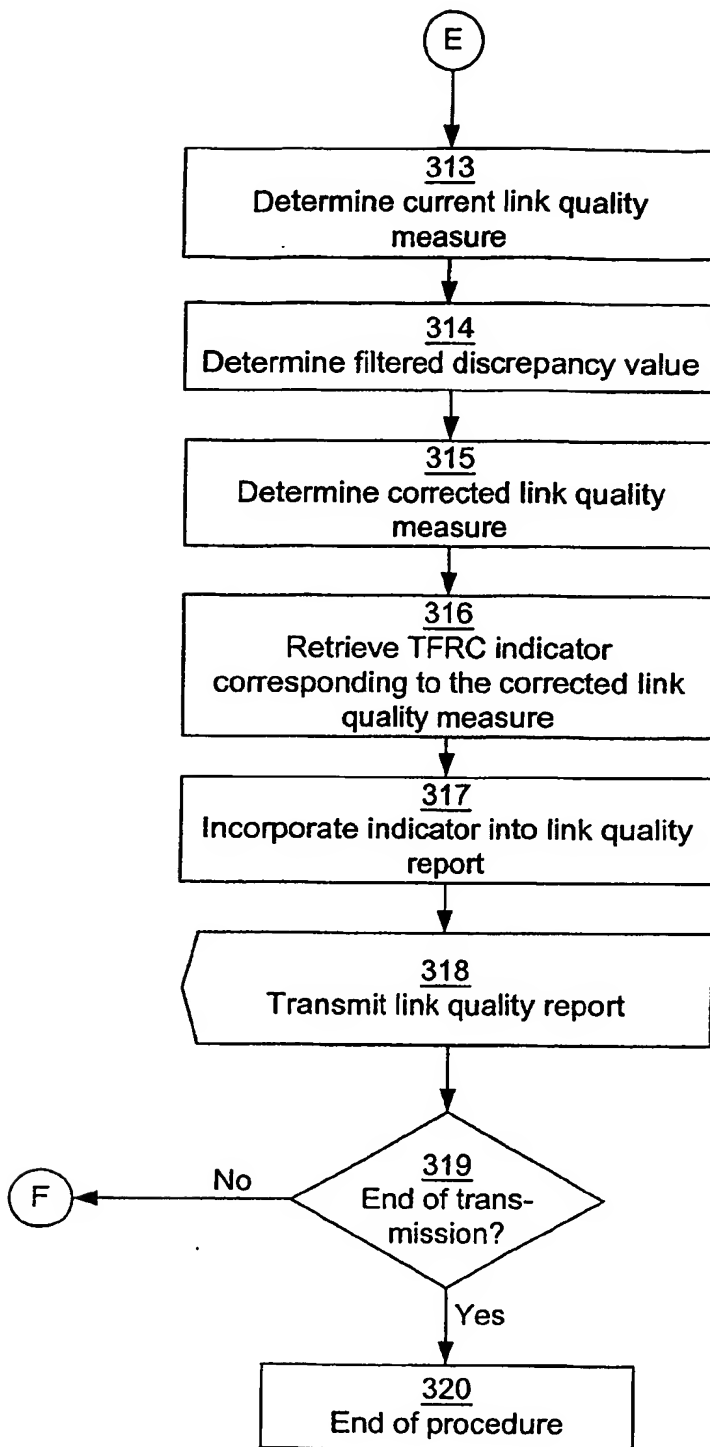 E
313
Determine current link quality
measure
314
Determine filtered discrepancy value
315
Determine corrected link quality
measure
316
Retrieve TFRC indicator
corresponding to the corrected link
quality measure
317
Incorporate indicator into link quality
report
318
Transmit link quality report
319
End of trans-
mission?
No
F
Yes
320
End of procedure